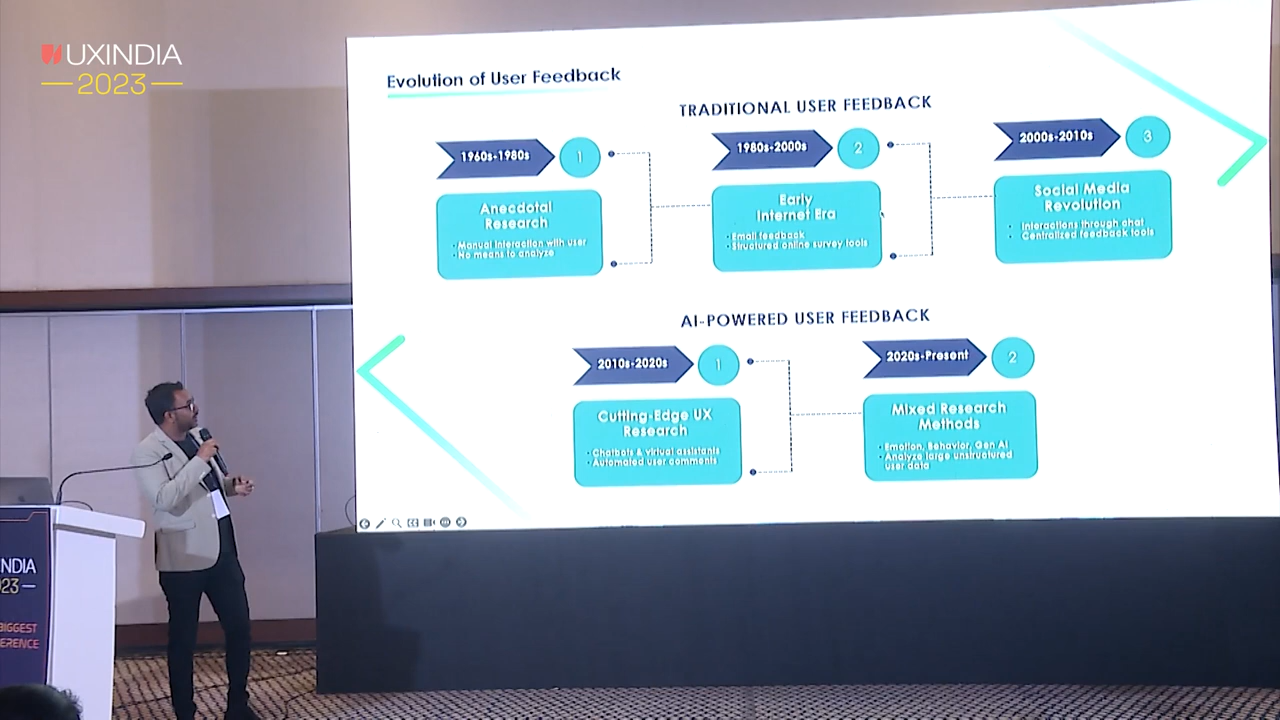 UXINDIA
2023
Evolution of User Feedback
TRADITIONAL USER FEEDBACK
1960s-1980s
1
Anecdotal
Research
· Manual interaction with user
· No means to analyze
1980s-2000s
2
Early
Internet Era
· Email feedback
· Structured online survey tools
2000s-2010s
3
Social Media
Revolution
· Interactions through chat
· Centralized feedback tools
AI-POWERED USER FEEDBACK
2010s-2020s
1
Cutting-Edge UX
Research
· Chatbots & virtual assistants
· Automated user comments
2020s-Present
2
Mixed Research
Methods
· Emotion, Behavior, Gen AI
· Analyze large unstructured
user data
NDIA
23
BIGGEST
ERENCE